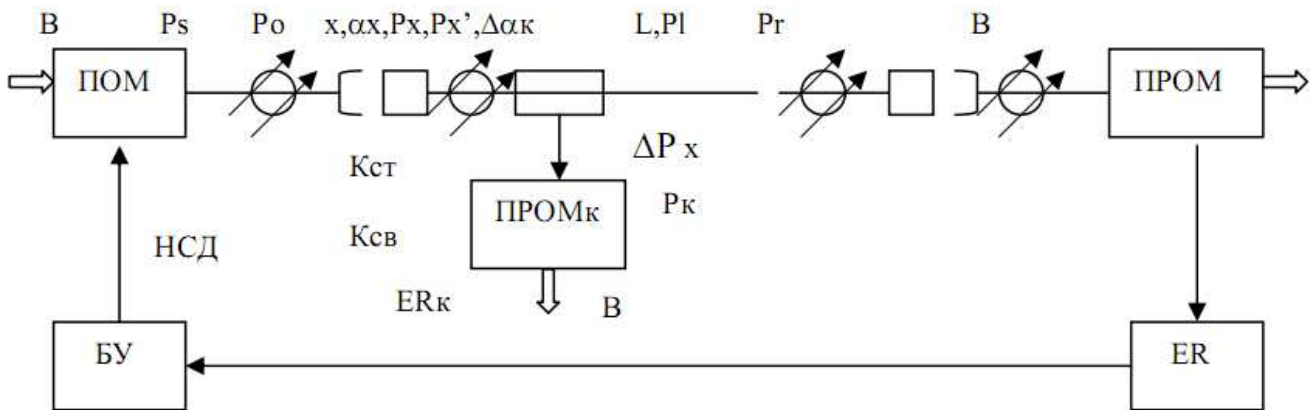 B Ps Po x,αx,Px,Px’,Δαк L,Pl Pr B
ПОМ ПРОМ
ΔP x
Кст
ПРОМк Рк
Ксв
НСД
ERк B
БУ ER